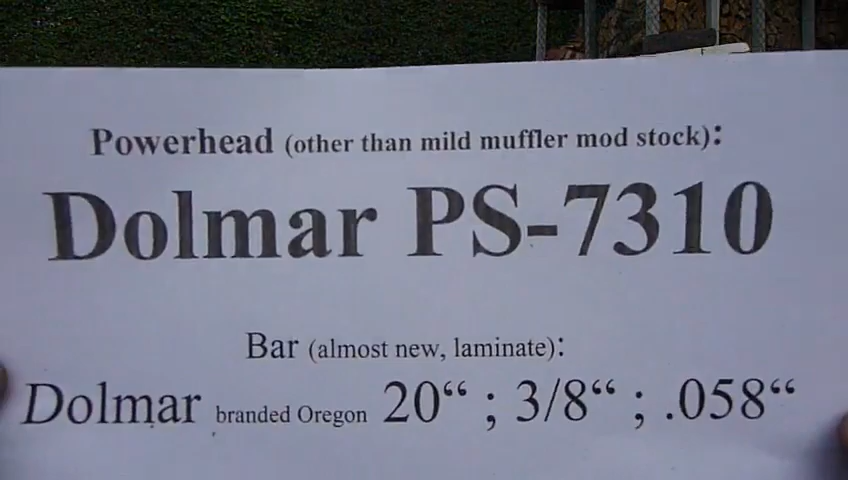 Powerhead (other than mild muffler mod stock):
Dolmar PS-7310
Bar (almost new, laminate):
Dolmar branded Oregon 20“ ; 3/8“ ; .058“